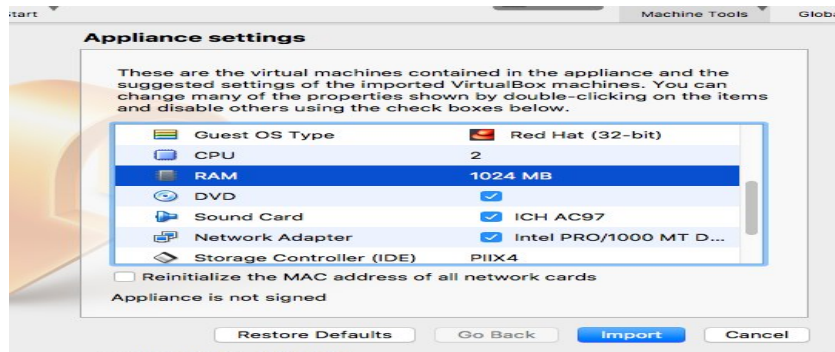 Machine Tools
Appliance settings
These are the virtual machines contained in the appliance and the
suggested settings of the imported VirtualBox machines. You can
change many of the properties shown by double-clicking on the items
and disable others using the check boxes below.
Guest OS Type Red Hat (32-bit)
CPU 2
RAM 1024 MB
DVD
Sound Card ICH AC97
Network Adapter Intel PRO/1000 MT D...
Storage Controller (IDE) PIIX4
Reinitialize the MAC address of all network cards
Appliance is not signed
Restore Defaults Go Back Import Cancel